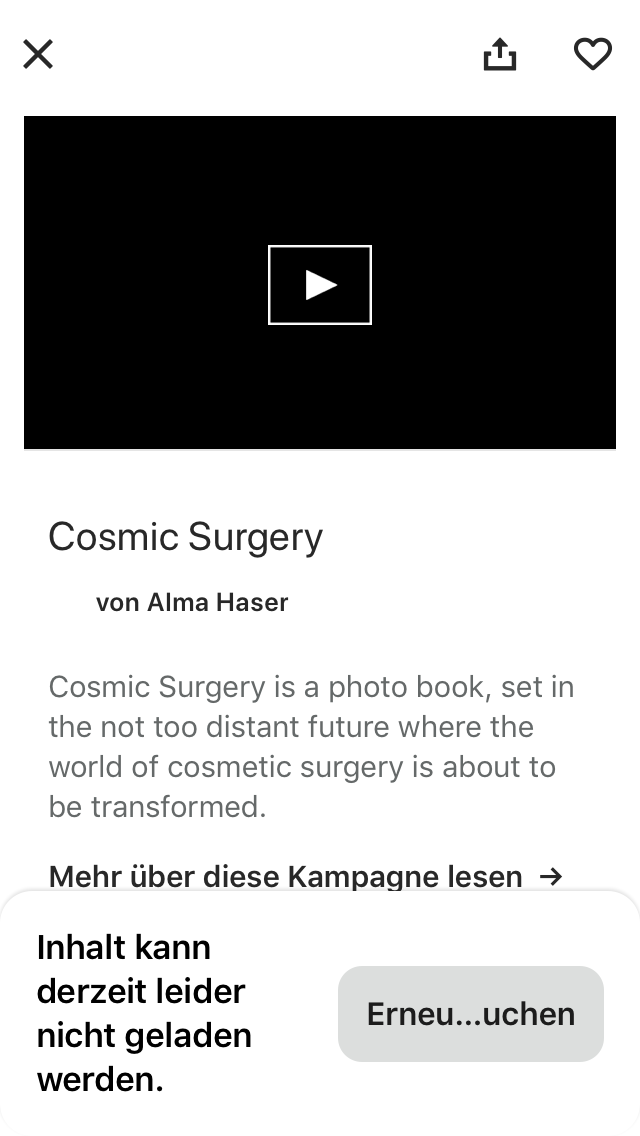 Cosmic Surgery
von Alma Haser
Cosmic Surgery is a photo book, set in
the not too distant future where the
world of cosmetic surgery is about to
be transformed.
Mehr über diese Kampagne lesen →
Inhalt kann
derzeit leider
nicht geladen
werden.
Erneu...uchen